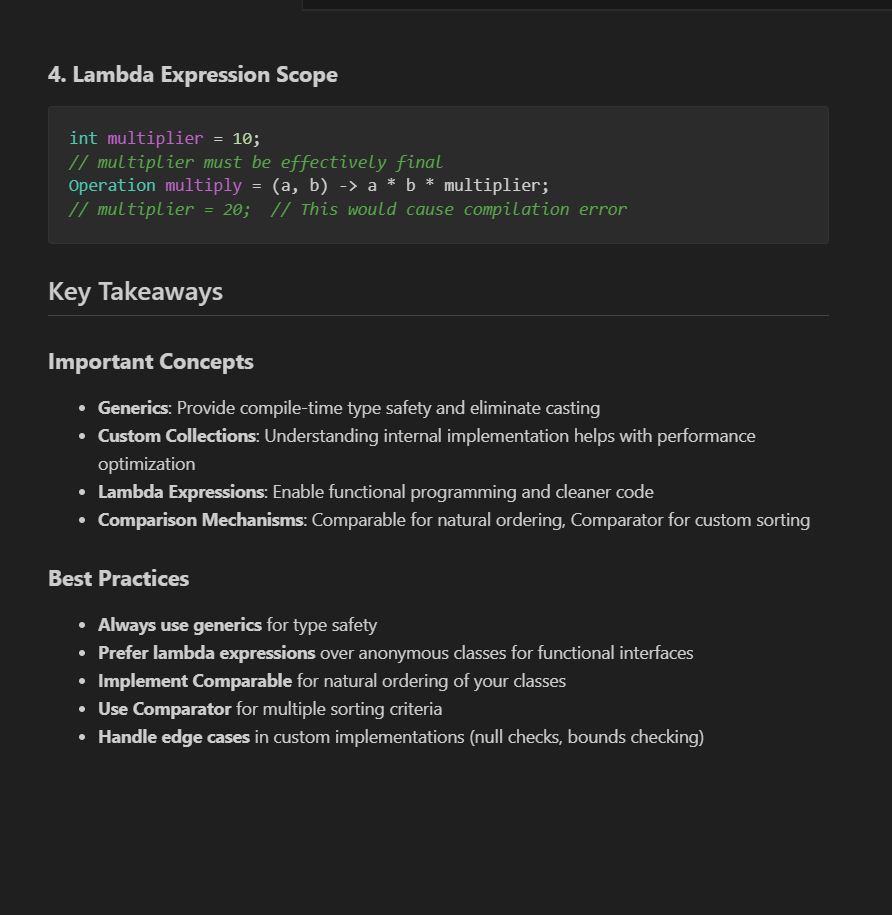 4. Lambda Expression Scope
int multiplier = 10;
// multiplier must be effectively final
Operation multiply = (a, b) -> a * b * multiplier;
// multiplier = 20;  // This would cause compilation error
Key Takeaways
Important Concepts
• Generics: Provide compile-time type safety and eliminate casting
• Custom Collections: Understanding internal implementation helps with performance
optimization
• Lambda Expressions: Enable functional programming and cleaner code
• Comparison Mechanisms: Comparable for natural ordering, Comparator for custom sorting
Best Practices
• Always use generics for type safety
• Prefer lambda expressions over anonymous classes for functional interfaces
• Implement Comparable for natural ordering of your classes
• Use Comparator for multiple sorting criteria
• Handle edge cases in custom implementations (null checks, bounds checking)